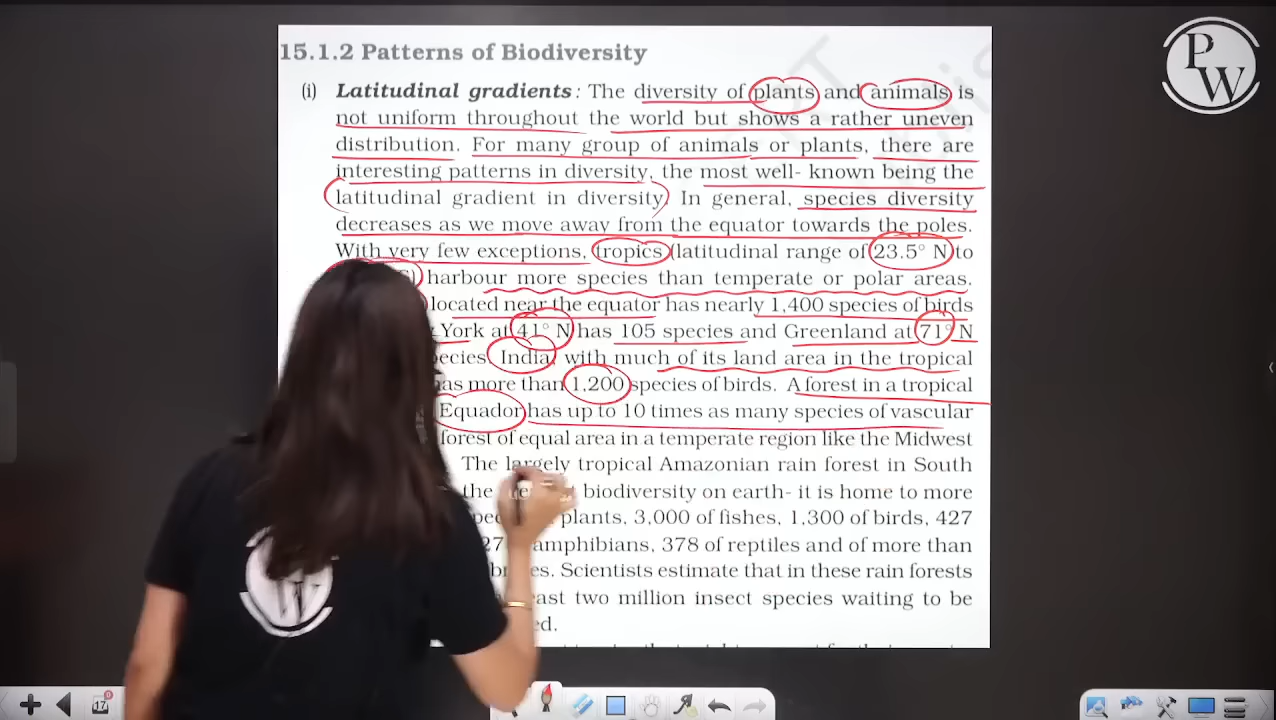 15.1.2 Patterns of Biodiversity
(i) Latitudinal gradients: The diversity of plants and animals is
not uniform throughout the world but shows a rather uneven
distribution. For many group of animals or plants, there are
interesting patterns in diversity, the most well- known being the
latitudinal gradient in diversity. In general, species diversity
decreases as we move away from the equator towards the poles.
With very few exceptions, tropics (latitudinal range of 23.5° N to
harbour more species than temperate or polar areas.
located near the equator has nearly 1,400 species of birds
York at 41° N has 105 species and Greenland at 71° N
India, with much of its land area in the tropical
more than 1,200 species of birds. A forest in a tropical
Equador has up to 10 times as many species of vascular
forest of equal area in a temperate region like the Midwest
The largely tropical Amazonian rain forest in South
the biodiversity on earth- it is home to more
plants, 3,000 of fishes, 1,300 of birds, 427
amphibians, 378 of reptiles and of more than
Scientists estimate that in these rain forests
two million insect species waiting to be
PW
17